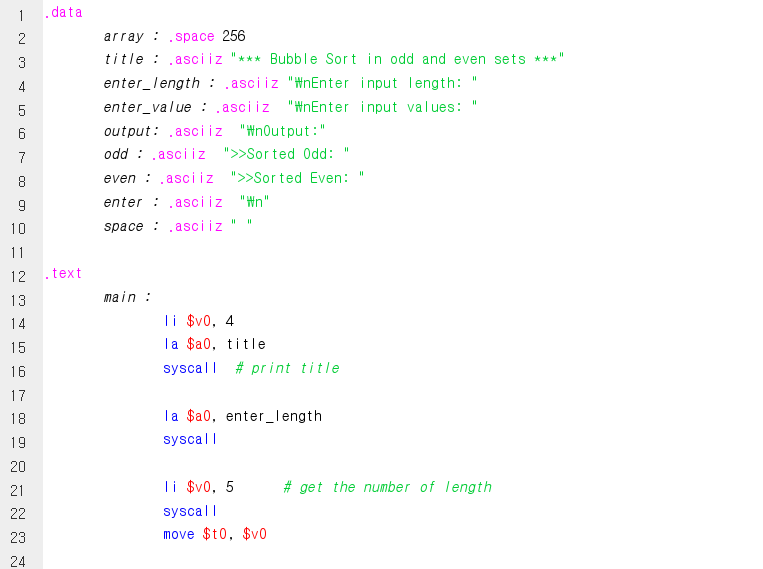 1 .data
2 array : .space 256
3 title : .asciiz "*** Bubble Sort in odd and even sets ***"
4 enter_length : .asciiz "₩nEnter input length: "
5 enter_value : .asciiz  "₩nEnter input values: "
6 output: .asciiz  "₩nOutput:"
7 odd : .asciiz  ">>Sorted Odd: "
8 even : .asciiz  ">>Sorted Even: "
9 enter : .asciiz  "₩n"
10 space : .asciiz " "
11
12 .text
13 main :
14 li $v0, 4
15 la $a0, title
16 syscall  # print title
17
18 la $a0, enter_length
19 syscall
20
21 li $v0, 5      # get the number of length
22 syscall
23 move $t0, $v0
24